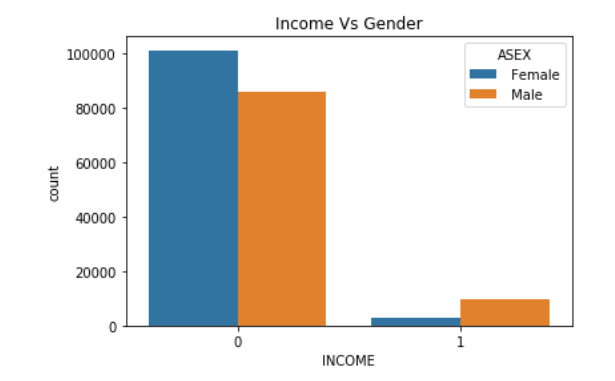 Income Vs Gender
ASEX
Female
Male
100000
80000
60000
40000
20000
0
count
0 1
INCOME